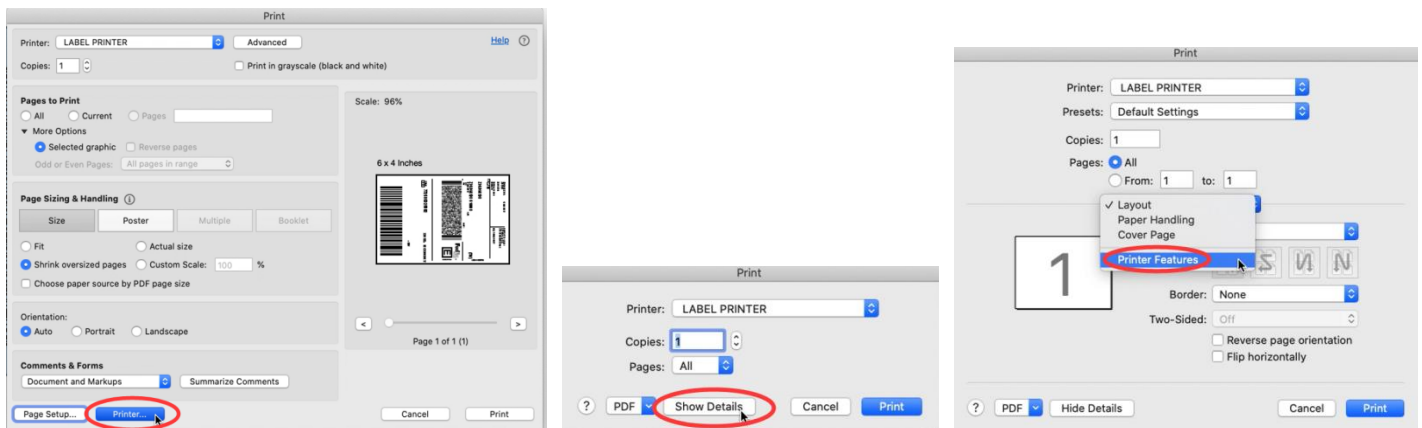 Print
Printer: LABEL PRINTER Advanced Help ?
Copies: 1 Print in grayscale (black and white)
Pages to Print
All Current Pages
More Options
Selected graphic Reverse pages
Odd or Even Pages: All pages in range
Page Sizing & Handling i
Size Poster Multiple Booklet
Fit Actual size
Shrink oversized pages Custom Scale: 100 %
Choose paper source by PDF page size
Orientation:
Auto Portrait Landscape
Comments & Forms
Document and Markups Summarize Comments
Page Setup... Printer...
Scale: 96%
6 x 4 Inches
< >
Page 1 of 1 (1)
Cancel Print
Print
Printer: LABEL PRINTER
Copies: 1
Pages: All
? PDF Show Details Cancel Print
Print
Printer: LABEL PRINTER
Presets: Default Settings
Copies: 1
Pages: All
From: 1 to: 1
✓ Layout
Paper Handling
Cover Page
Printer Features
1
Border: None
Two-Sided: Off
Reverse page orientation
Flip horizontally
? PDF Hide Details Cancel Print